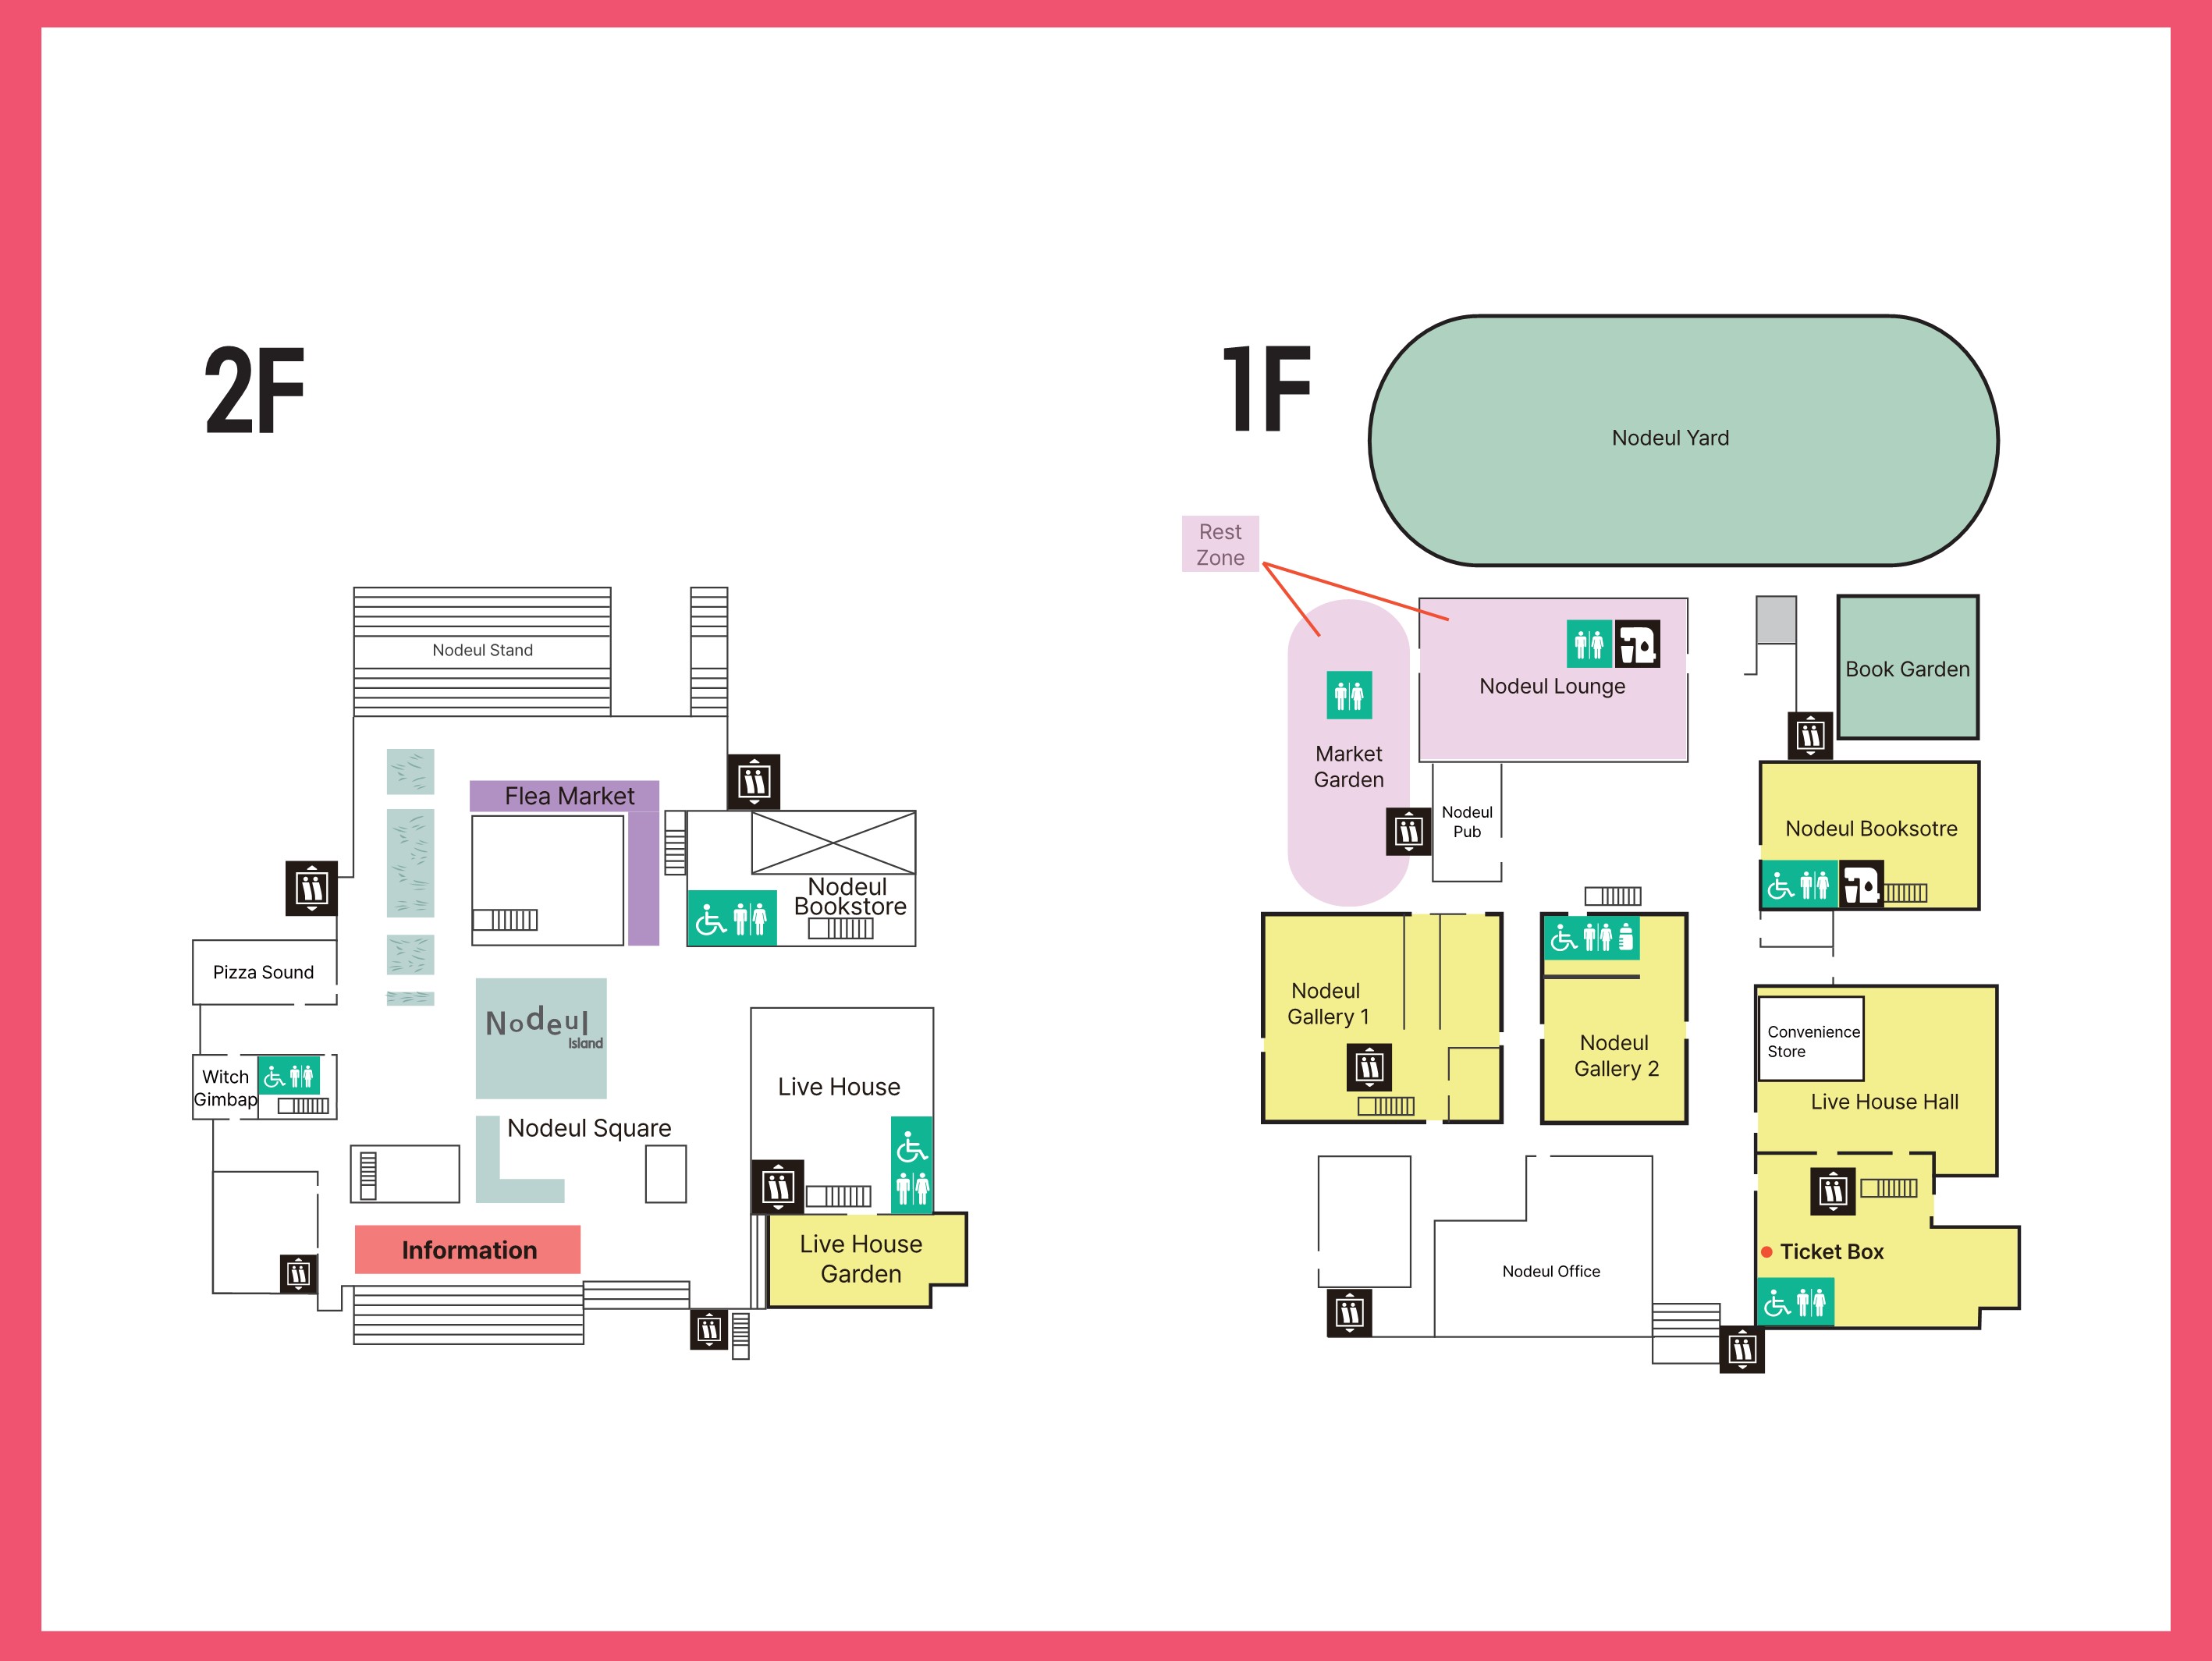 2F
Nodeul Stand
Flea Market
Nodeul
Bookstore
Pizza Sound
Nodeul
Island
Witch
Gimbap
Live House
Nodeul Square
Information
Live House
Garden
1F
Nodeul Yard
Rest
Zone
Nodeul Lounge
Book Garden
Market
Garden
Nodeul
Pub
Nodeul Booksotre
Nodeul
Gallery 1
Nodeul
Gallery 2
Convenience
Store
Live House Hall
Ticket Box
Nodeul Office